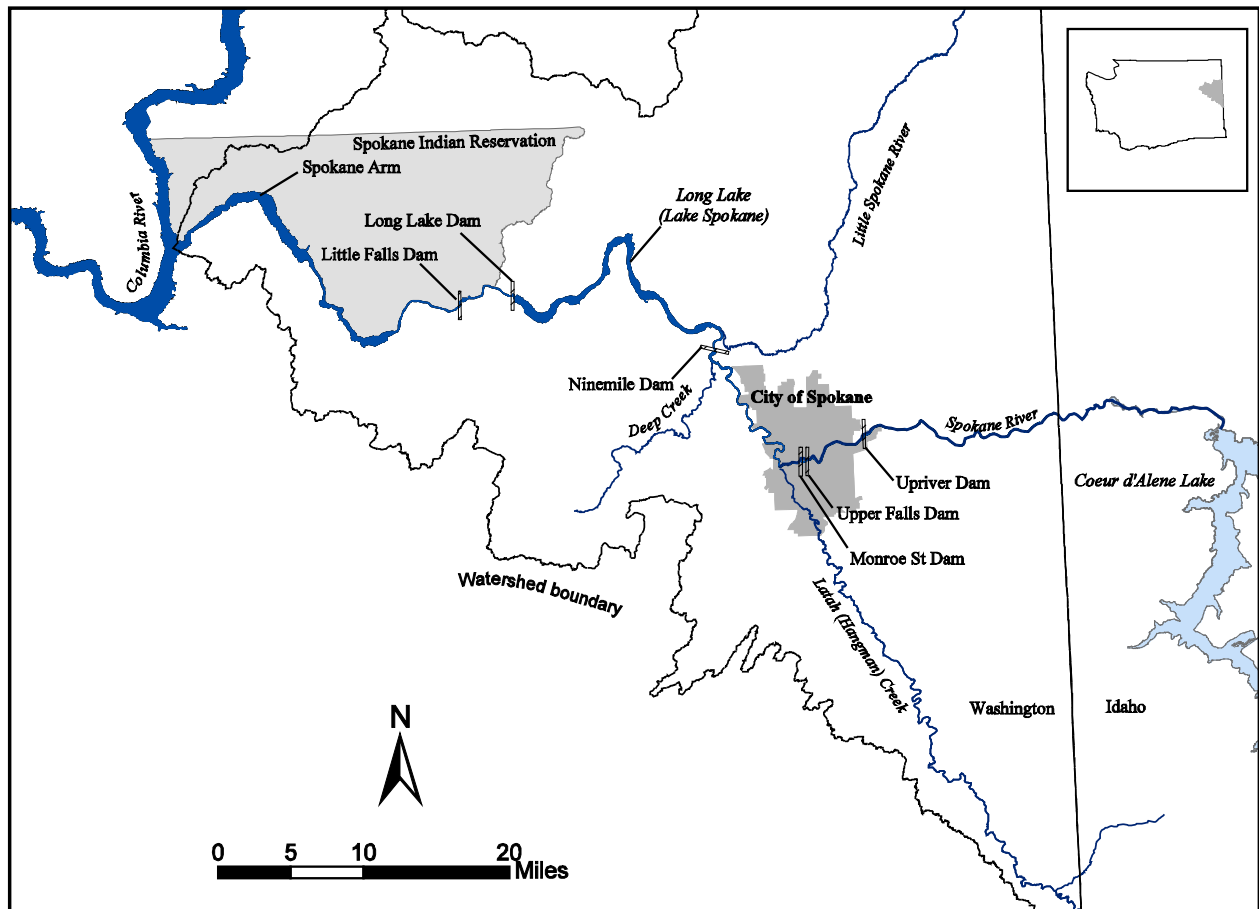 Spokane Indian Reservation
Spokane Arm
Columbia River
Long Lake Dam
Little Falls Dam
Long Lake
(Lake Spokane)
Little Spokane River
Ninemile Dam
Deep Creek
City of Spokane
Spokane River
Upriver Dam
Coeur d'Alene Lake
Upper Falls Dam
Monroe St Dam
Watershed boundary
Latah (Hangman) Creek
Washington
Idaho
N
0 5 10 20
Miles